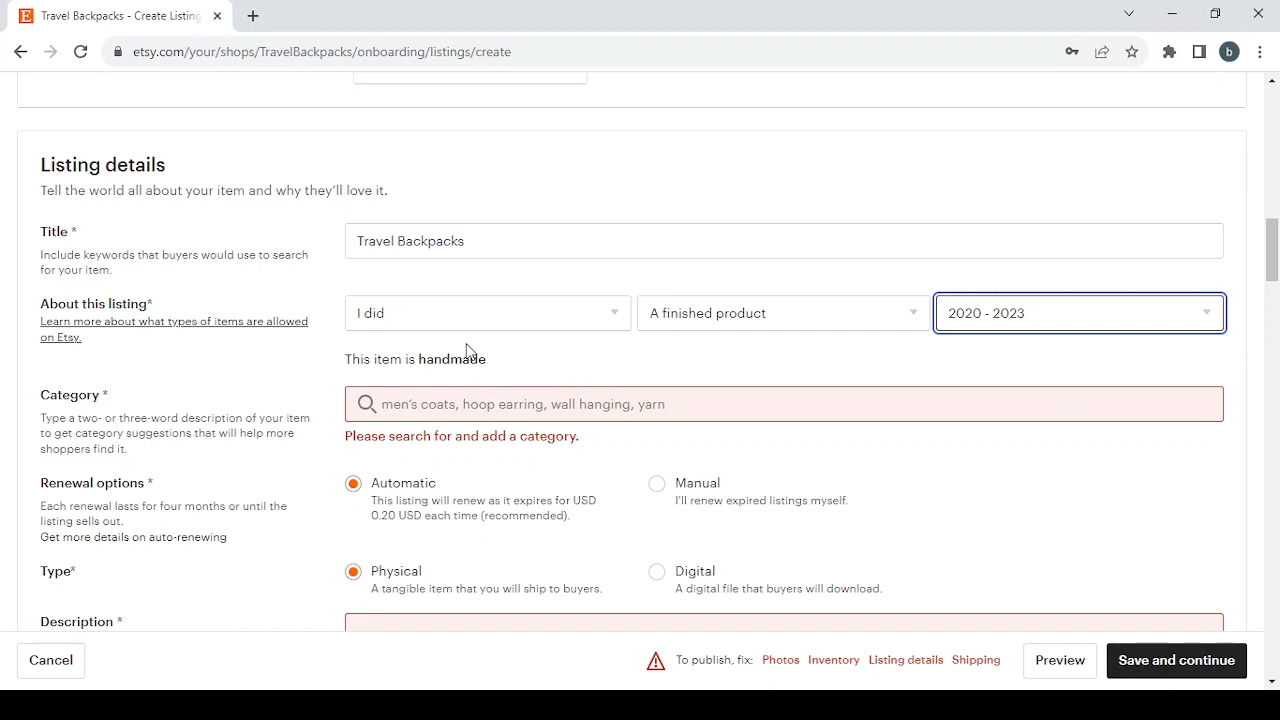 Travel Backpacks - Create Listing
etsy.com/your/shops/TravelBackpacks/onboarding/listings/create
b
Listing details
Tell the world all about your item and why they'll love it.
Title *
Include keywords that buyers would use to search
for your item.
Travel Backpacks
About this listing*
Learn more about what types of items are allowed
on Etsy.
I did
A finished product
2020 - 2023
This item is handmade
Category *
Type a two- or three-word description of your item
to get category suggestions that will help more
shoppers find it.
men's coats, hoop earring, wall hanging, yarn
Please search for and add a category.
Renewal options *
Each renewal lasts for four months or until the
listing sells out.
Get more details on auto-renewing
Automatic
This listing will renew as it expires for USD
0.20 USD each time (recommended).
Manual
I'll renew expired listings myself.
Type*
Physical
A tangible item that you will ship to buyers.
Digital
A digital file that buyers will download.
Description *
Cancel
To publish, fix: Photos Inventory Listing details Shipping
Preview
Save and continue